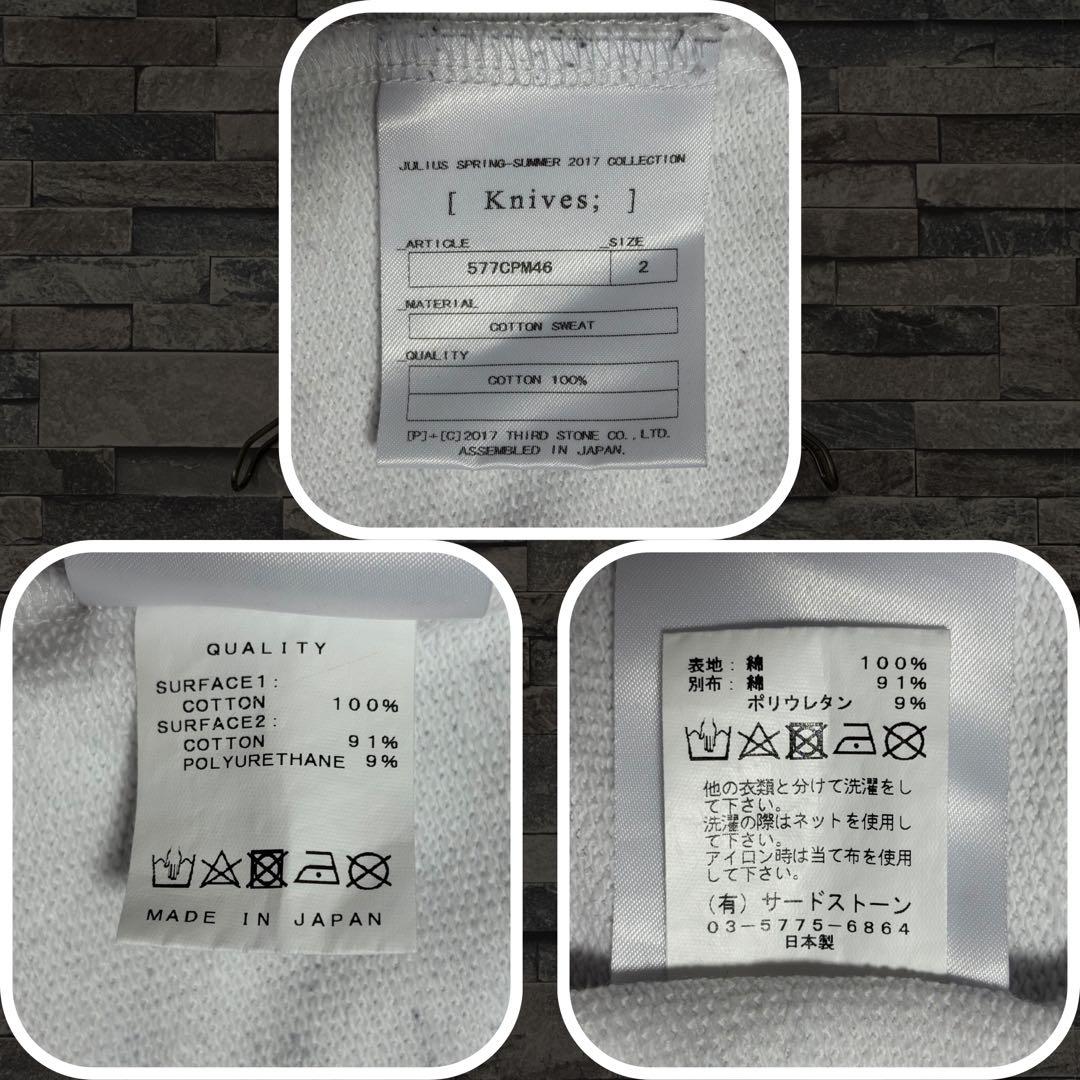 JULIUS SPRING-SUMMER 2017 COLLECTION
[ Knives; ]
_ARTICLE _SIZE
577CPM46 2
_MATERIAL
COTTON SWEAT
_QUALITY
COTTON 100%
[P]+[C]2017 THIRD STONE CO.,LTD.
ASSEMBLED IN JAPAN.
QUALITY
SURFACE1:
COTTON 100%
SURFACE2:
COTTON 91%
POLYURETHANE 9%
MADE IN JAPAN
表地:綿 100%
別布:綿 91%
ポリウレタン 9%
他の衣類と分けて洗濯をし
て下さい。
洗濯の際はネットを使用し
て下さい。
アイロン時は当て布を使用
して下さい。
(有)サードストーン
03-5775-6864
日本製